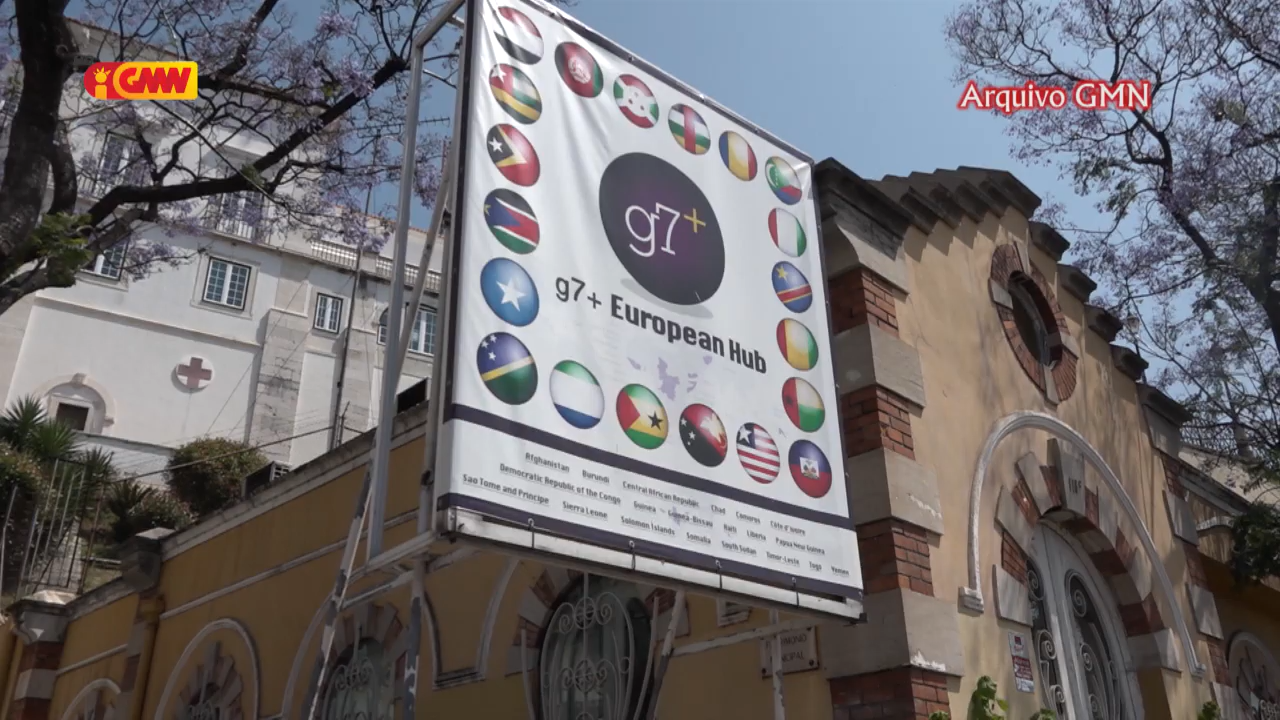 GMN
Arquivo GMN
g7+
g7+ European Hub
Afghanistan Burundi Central African Republic Chad Comoros Côte d'Ivoire
Democratic Republic of the Congo Guinea Guinea-Bissau Haiti Liberia Papua New Guinea
Sao Tome and Principe Sierra Leone Solomon Islands Somalia South Sudan Timor-Leste Togo Yemen